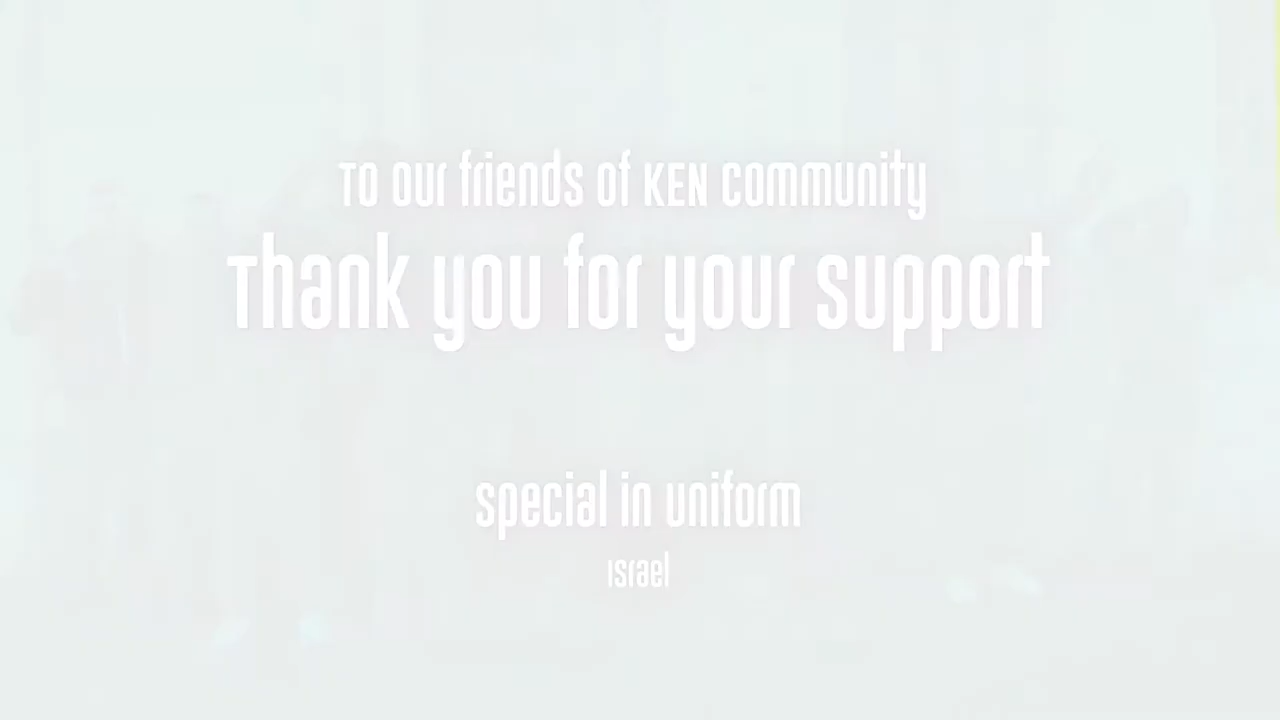 To our friends of KEN community
Thank you for your support
special in uniform
israel